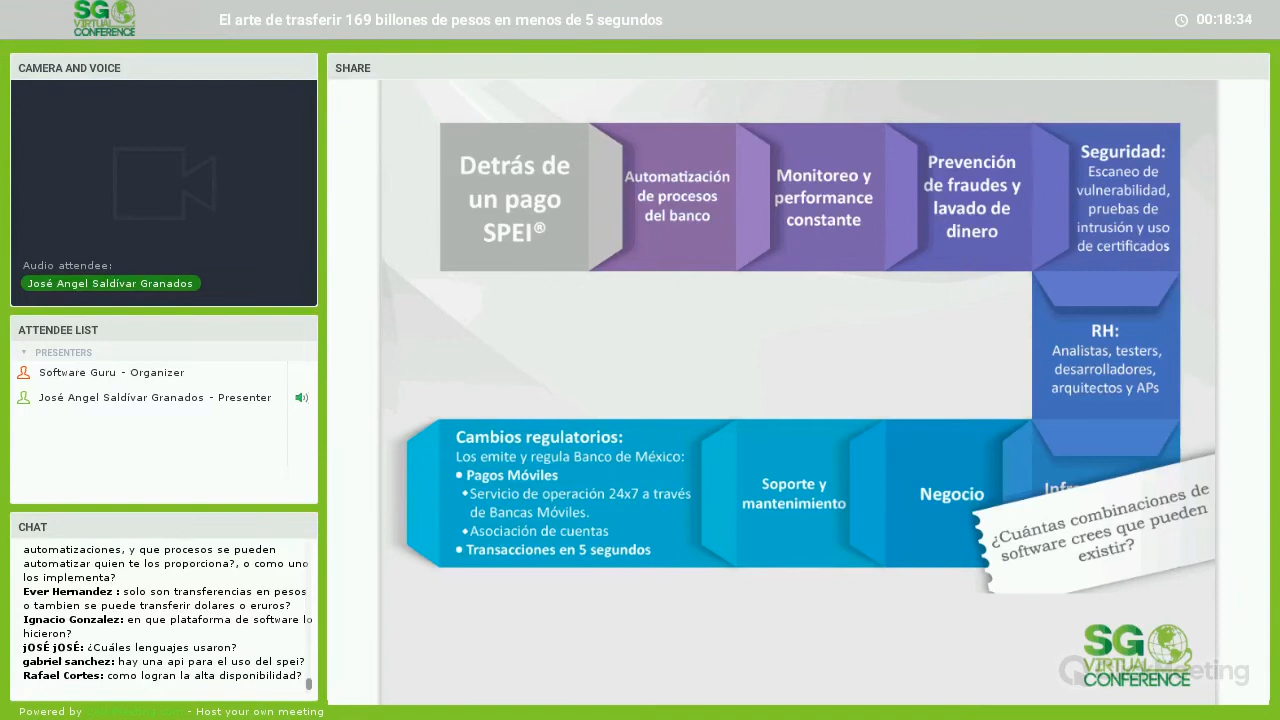 SG
VIRTUAL
CONFERENCE
El arte de trasferir 169 billones de pesos en menos de 5 segundos
00:18:34
CAMERA AND VOICE
Audio attendee:
José Angel Saldívar Granados
ATTENDEE LIST
PRESENTERS
Software Guru - Organizer
José Angel Saldívar Granados - Presenter
CHAT
automatizaciones, y que procesos se pueden
automatizar quien te los proporciona?, o como uno
los implementa?
Ever Hernandez : solo son transferencias en pesos
o tambien se puede transferir dolares o eruros?
Ignacio Gonzalez: en que plataforma de software lo
hicieron?
jOSÉ jOSÉ: ¿Cuáles lenguajes usaron?
gabriel sanchez: hay una api para el uso del spei?
Rafael Cortes: como logran la alta disponibilidad?
Powered by - Host your own meeting
SHARE
Detrás de
un pago
SPEI®
Automatización
de procesos
del banco
Monitoreo y
performance
constante
Prevención
de fraudes y
lavado de
dinero
Seguridad:
Escaneo de
vulnerabilidad,
pruebas de
intrusión y uso
de certificados
RH:
Analistas, testers,
desarrolladores,
arquitectos y APs
Negocio
Soporte y
mantenimiento
Cambios regulatorios:
Los emite y regula Banco de México:
• Pagos Móviles
◆Servicio de operación 24x7 a través
de Bancas Móviles.
◆Asociación de cuentas
• Transacciones en 5 segundos
¿Cuántas combinaciones de
software crees que pueden
existir?
SG
VIRTUAL
CONFERENCE